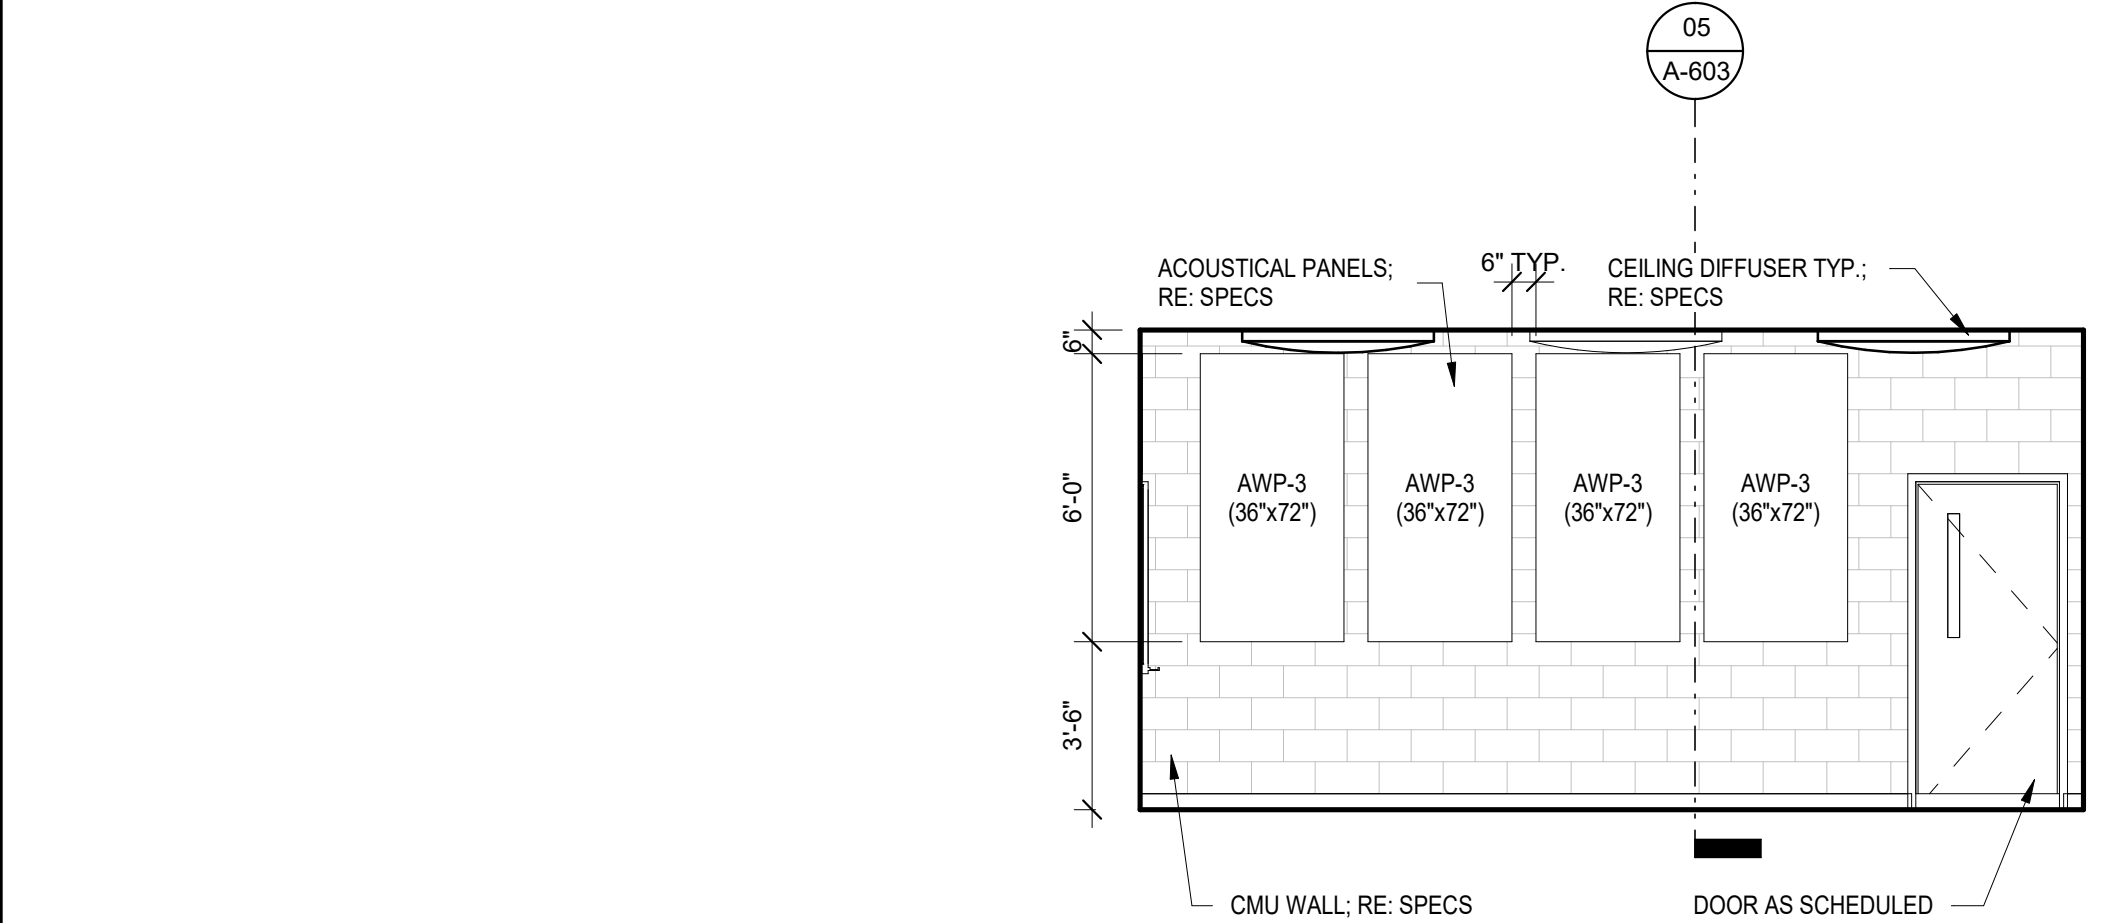 05
A-603
ACOUSTICAL PANELS;
RE: SPECS
6" TYP.
CEILING DIFFUSER TYP.;
RE: SPECS
6"
6'-0"
3'-6"
AWP-3
(36"x72")
AWP-3
(36"x72")
AWP-3
(36"x72")
AWP-3
(36"x72")
CMU WALL; RE: SPECS
DOOR AS SCHEDULED